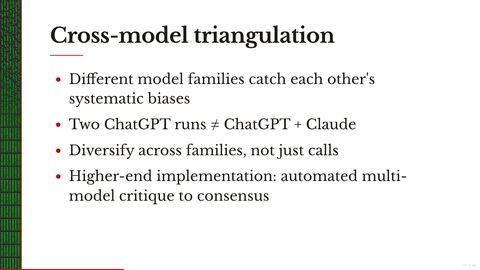 Cross-model triangulation
• Different model families catch each other's
systematic biases
• Two ChatGPT runs ≠ ChatGPT + Claude
• Diversify across families, not just calls
• Higher-end implementation: automated multi-
model critique to consensus